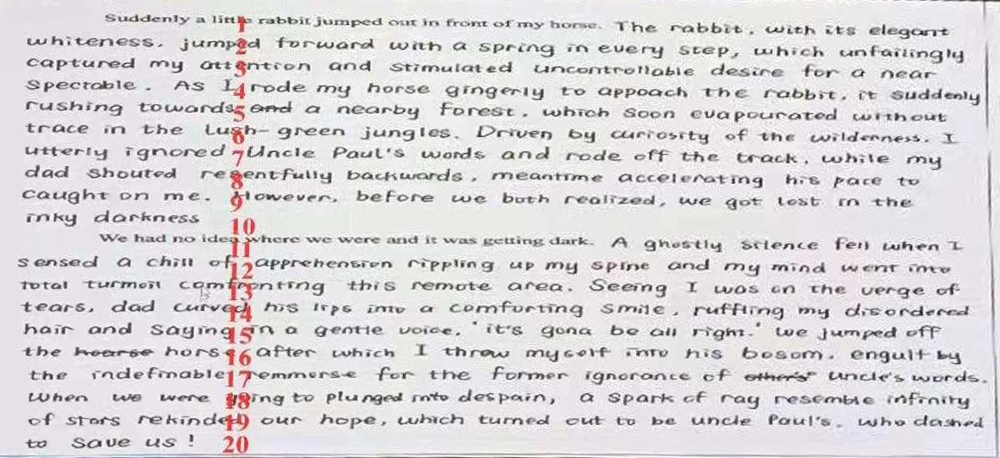 Suddenly a little 1 rabbit jumped out in front of my horse. The rabbit, with its elegant
whiteness, jumped 2 forward with a spring in every step, which unfailingly
captured my attention 3 and stimulated uncontrollable desire for a near
Spectable. As I 4 rode my horse gingerly to appoach the rabbit, it suddenly
rushing towards 5 and a nearby forest, which soon evapourated without
trace in the lush 6 - green jungles. Driven by curiosity of the wilderness, I
utterly ignored 7 Uncle Paul's words and rode off the track, while my
dad shouted resentfully 8 backwards, meantime accelerating his pace to
caught on me. 9 However, before we both realized, we got lost in the
inky darkness 10
We had no idea 11 where we were and it was getting dark. A ghostly silence fell when I
sensed a chill of 12 apprehension rippling up my spine and my mind went into
total turmoil comfronting 13 this remote area. Seeing I was on the verge of
tears, dad curved 14 his lips into a comforting smile, ruffling my disordered
hair and saying 15 in a gentle voice, 'it's gona be all right.' we jumped off
the hearse horse 16 after which I throw myself into his bosom, engult by
the indefinable 17 remmorse for the former ignorance of other's uncle's words.
When we were going 18 to plunged into despain, a spark of ray resemble infinity
of stars rekinded 19 our hope, which turned out to be uncle Paul's, who dashed
to save us! 20